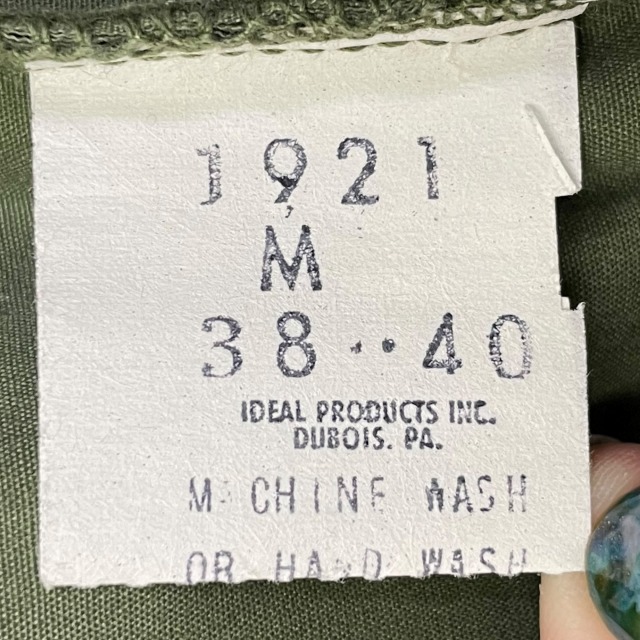 1921
M
38 .. 40
IDEAL PRODUCTS INC.
DUBOIS. PA.
MACHINE WASH
OR HAND WASH